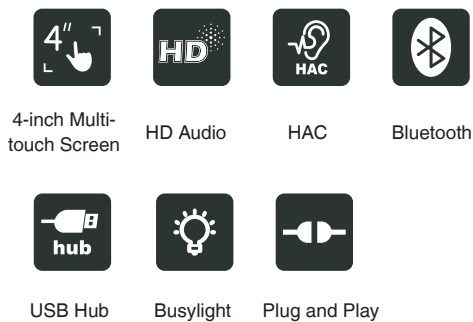 4"
HD
HAC
4-inch Multi-
touch Screen
HD Audio
HAC
Bluetooth
hub
USB Hub
Busylight
Plug and Play